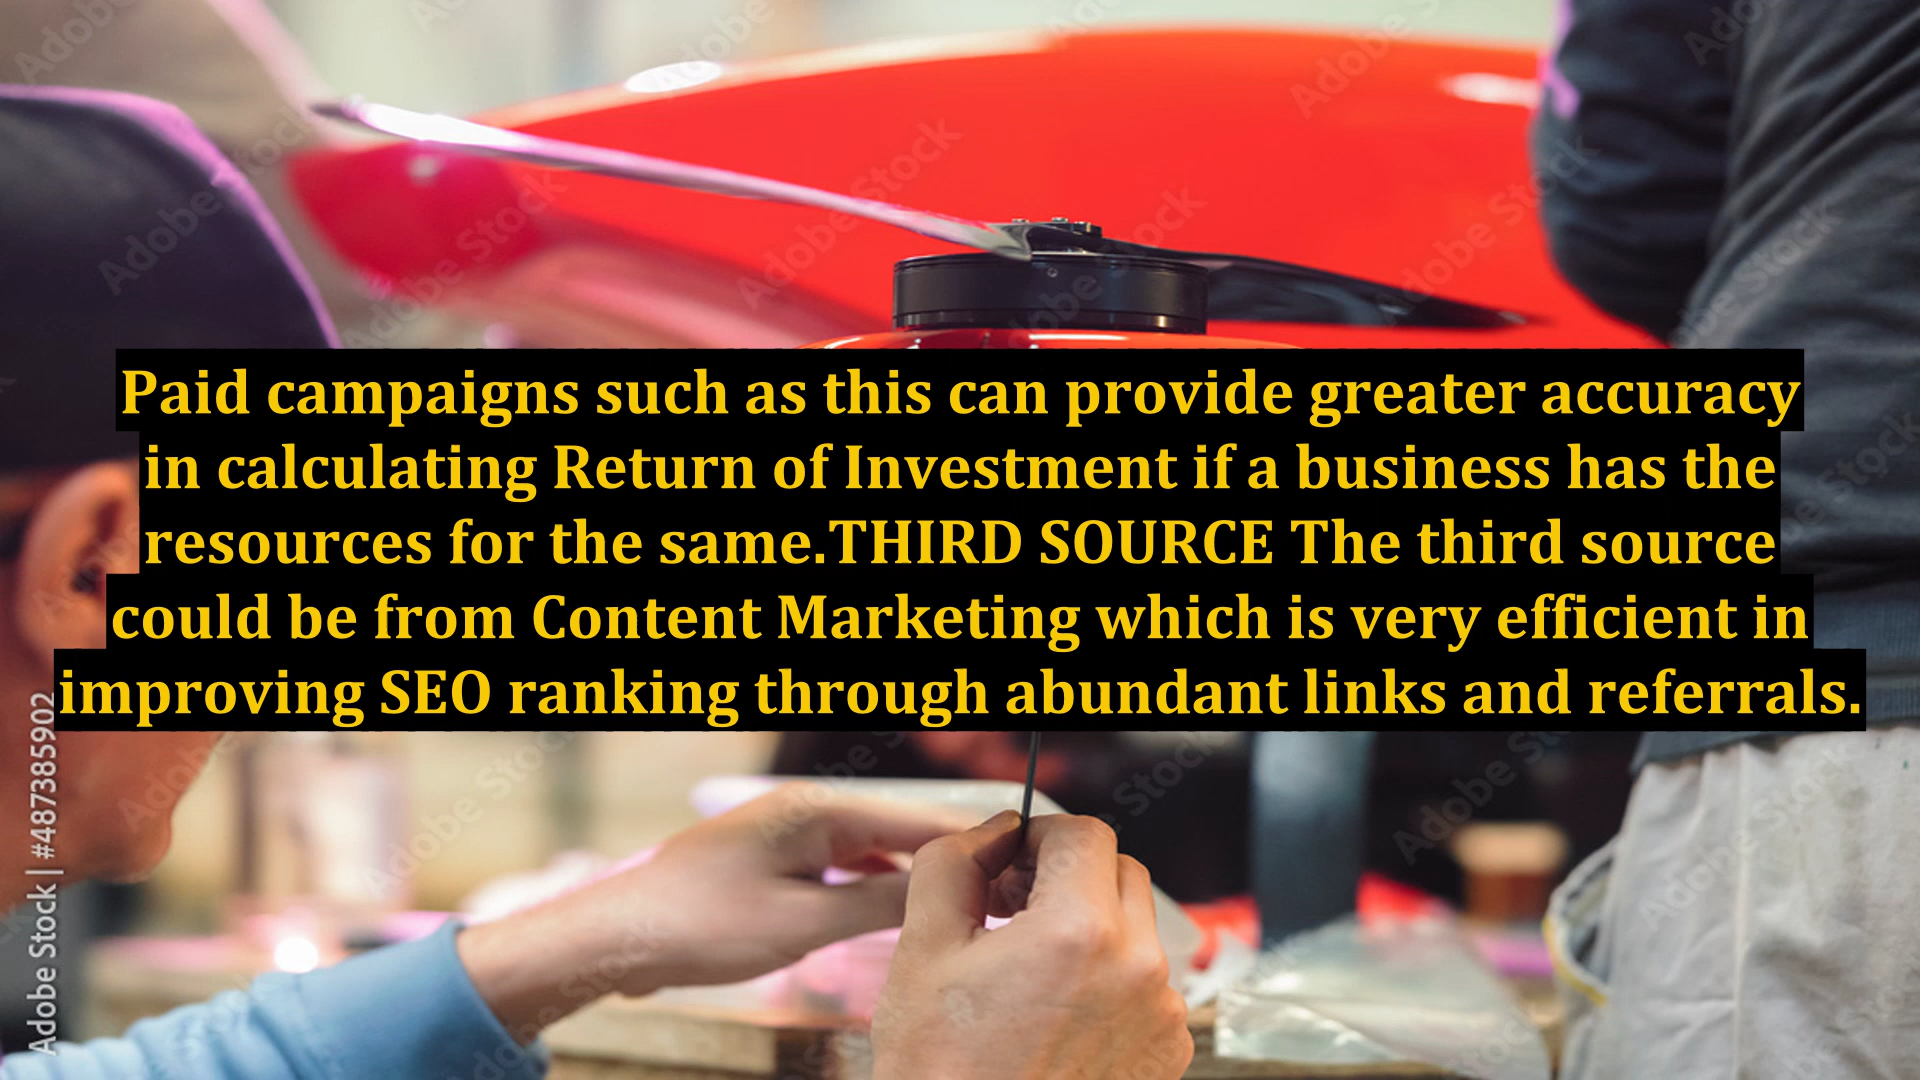 Paid campaigns such as this can provide greater accuracy
in calculating Return of Investment if a business has the
resources for the same.THIRD SOURCE The third source
could be from Content Marketing which is very efficient in
improving SEO ranking through abundant links and referrals.
Adobe Stock | #487385902
Adobe Stock